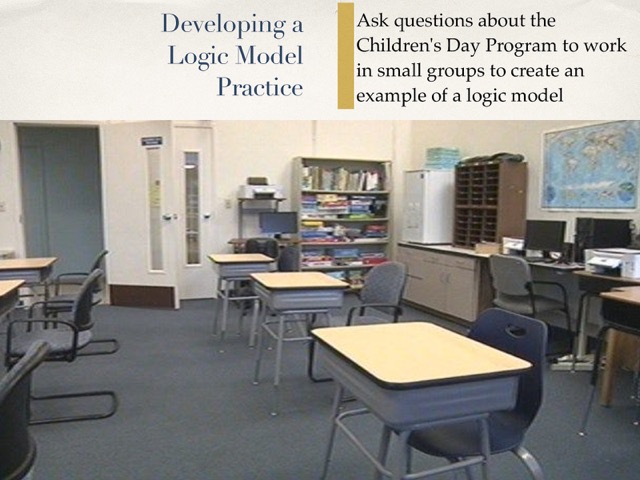 Developing a
Logic Model
Practice
Ask questions about the
Children's Day Program to work
in small groups to create an
example of a logic model